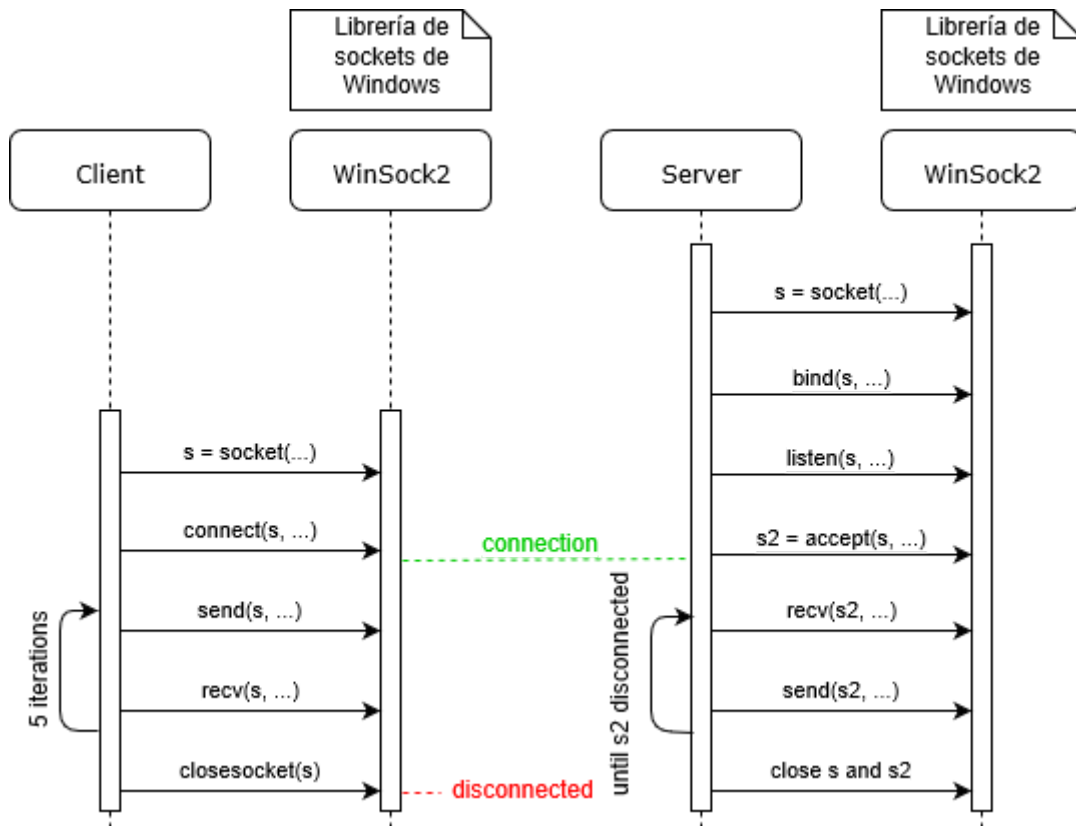 Librería de
sockets de
Windows
Librería de
sockets de
Windows
Client
WinSock2
Server
WinSock2
s = socket(...)
bind(s, ...)
listen(s, ...)
s = socket(...)
connect(s, ...)
connection
s2 = accept(s, ...)
5 iterations
send(s, ...)
until s2 disconnected
recv(s2, ...)
recv(s, ...)
send(s2, ...)
closesocket(s)
disconnected
close s and s2